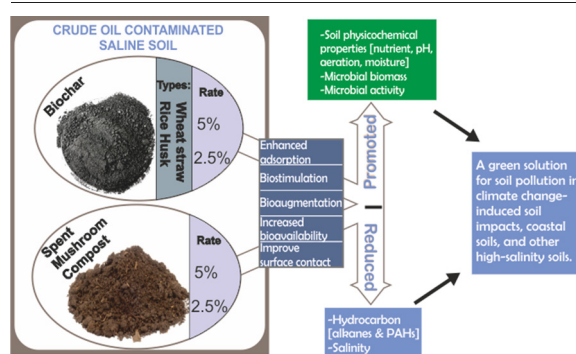 CRUDE OIL CONTAMINATED
SALINE SOIL
Biochar
Types:
Wheat straw
Rice Husk
Rate
5%
2.5%
Spent
Mushroom
Compost
Rate
5%
2.5%
Enhanced
adsorption
Biostimulation
Bioaugmentation
Increased
bioavailability
Improve
surface contact
Promoted
Reduced
-Soil physicochemical
properties [nutrient, pH,
aeration, moisture]
-Microbial biomass
-Microbial activity
-Hydrocarbon
[alkanes & PAHs]
-Salinity
A green solution
for soil pollution in
climate change-
induced soil
impacts, coastal
soils, and other
high-salinity soils.